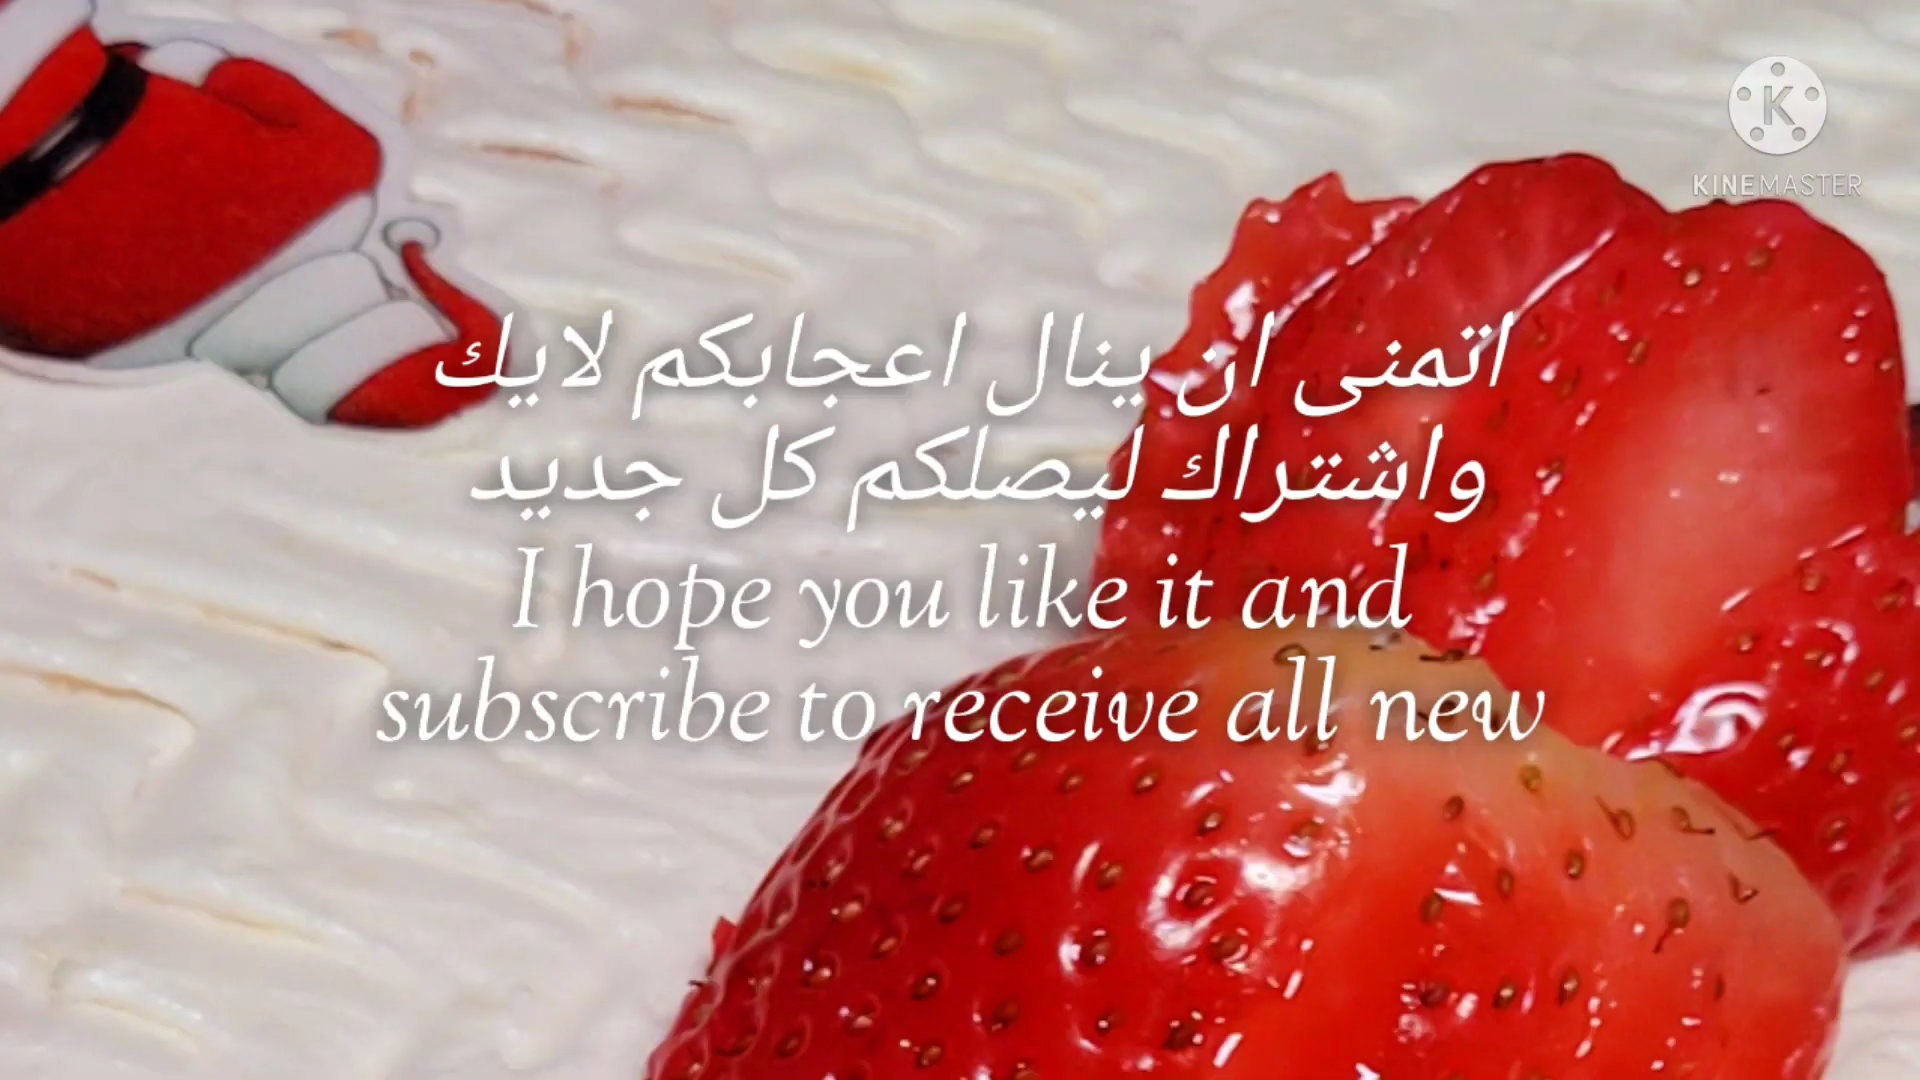 KINEMASTER
اتمنى ان ينال اعجابكم لايك
واشتراك ليصلكم كل جديد
I hope you like it and
subscribe to receive all new